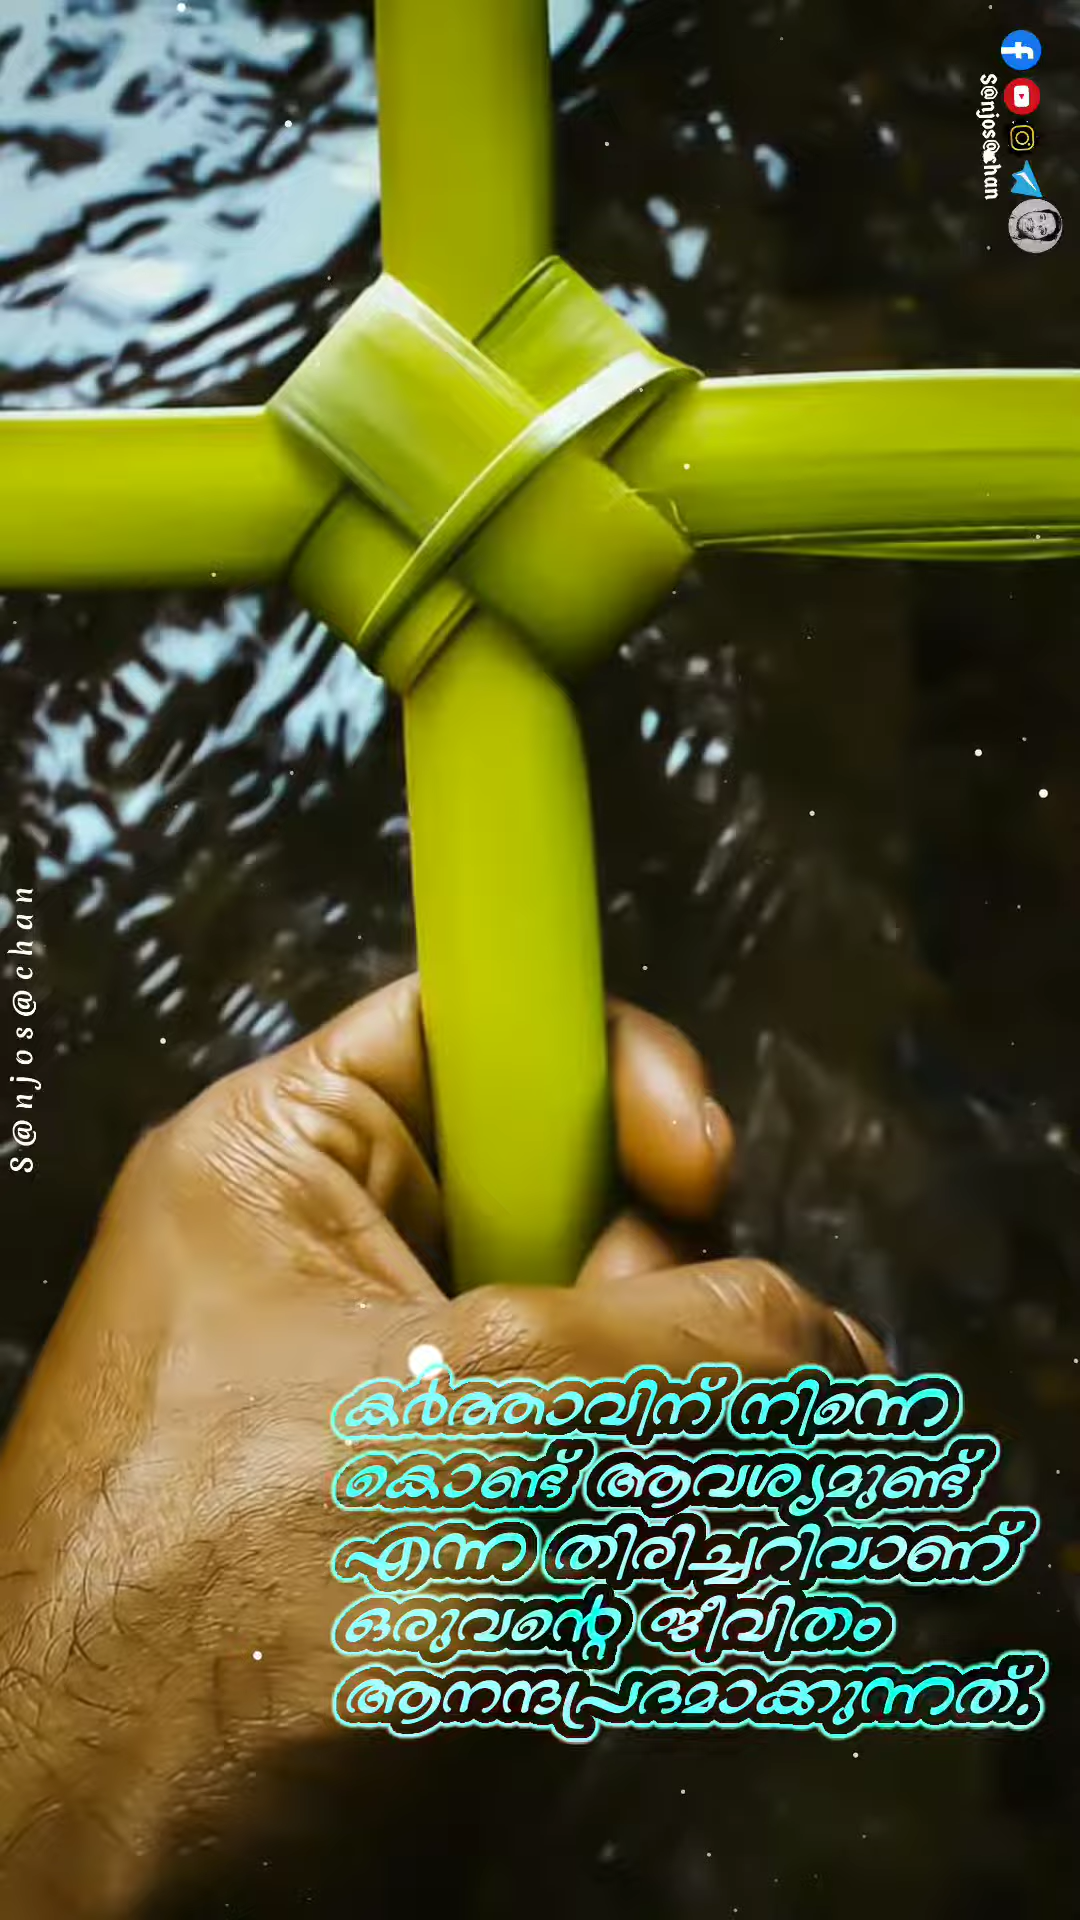 S@njos@chan
S@njos@chan
കർത്താവിന് നിന്നെ
കൊണ്ട് ആവശ്യമുണ്ട്
എന്ന തിരിച്ചറിവാണ്
ഒരുവന്റെ ജീവിതം
ആനന്ദപ്രദമാക്കുന്നത്.